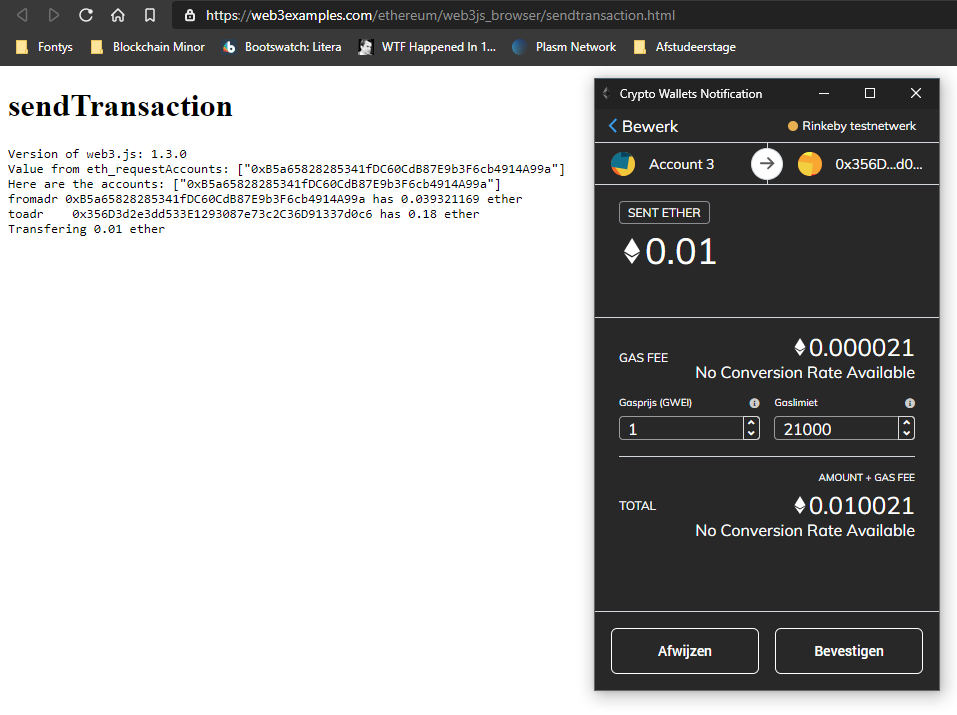 https://web3examples.com/ethereum/web3js_browser/sendtransaction.html
Fontys Blockchain Minor Bootswatch: Litera WTF Happened In 1... Plasm Network Afstudeerstage
sendTransaction
Version of web3.js: 1.3.0
Value from eth_requestAccounts: ["0xB5a65828285341fDC60CdB87E9b3F6cb4914A99a"]
Here are the accounts: ["0xB5a65828285341fDC60CdB87E9b3F6cb4914A99a"]
fromadr 0xB5a65828285341fDC60CdB87E9b3F6cb4914A99a has 0.039321169 ether
toadr    0x356D3d2e3dd533E1293087e73c2C36D91337d0c6 has 0.18 ether
Transfering 0.01 ether
Crypto Wallets Notification
Bewerk Rinkeby testnetwerk
Account 3 0x356D...d0...
SENT ETHER
0.01
GAS FEE 0.000021
No Conversion Rate Available
Gasprijs (GWEI) Gaslimiet
1 21000
AMOUNT + GAS FEE
TOTAL 0.010021
No Conversion Rate Available
Afwijzen Bevestigen